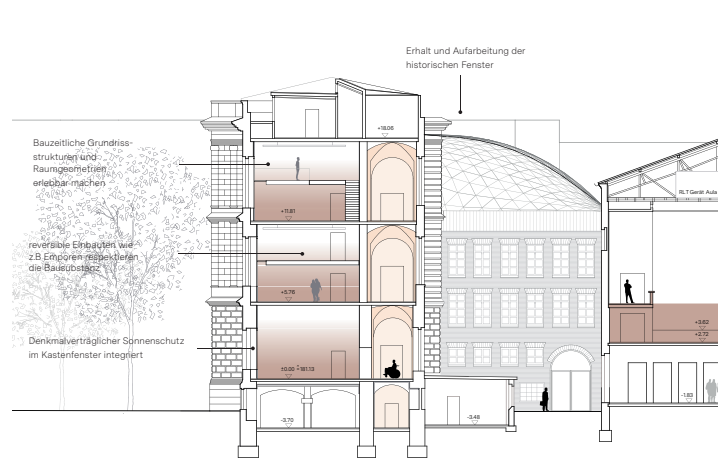 Erhalt und Aufarbeitung der
historischen Fenster
+18.06
Bauzeitliche Grundriss-
strukturen und
Raumgeometrien
erlebbar machen
RLT Gerät Aula
+11.81
reversible Einbauten wie
z.B Emporen respektieren
die Bausubstanz
+5.76
+3.62
+2.72
Denkmalverträglicher Sonnenschutz
im Kastenfenster integriert
±0.00 = 181.13
-1.83
-3.70
-3.48